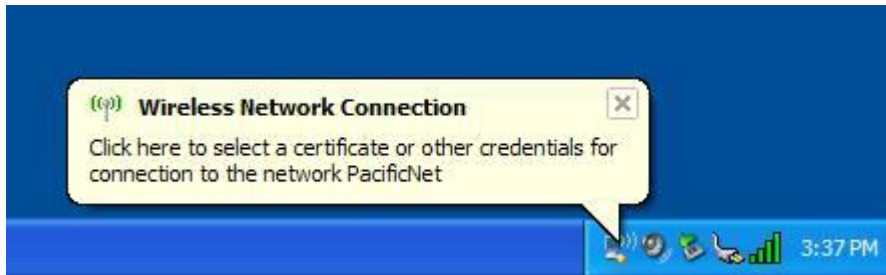 Wireless Network Connection
Click here to select a certificate or other credentials for
connection to the network PacificNet
3:37 PM